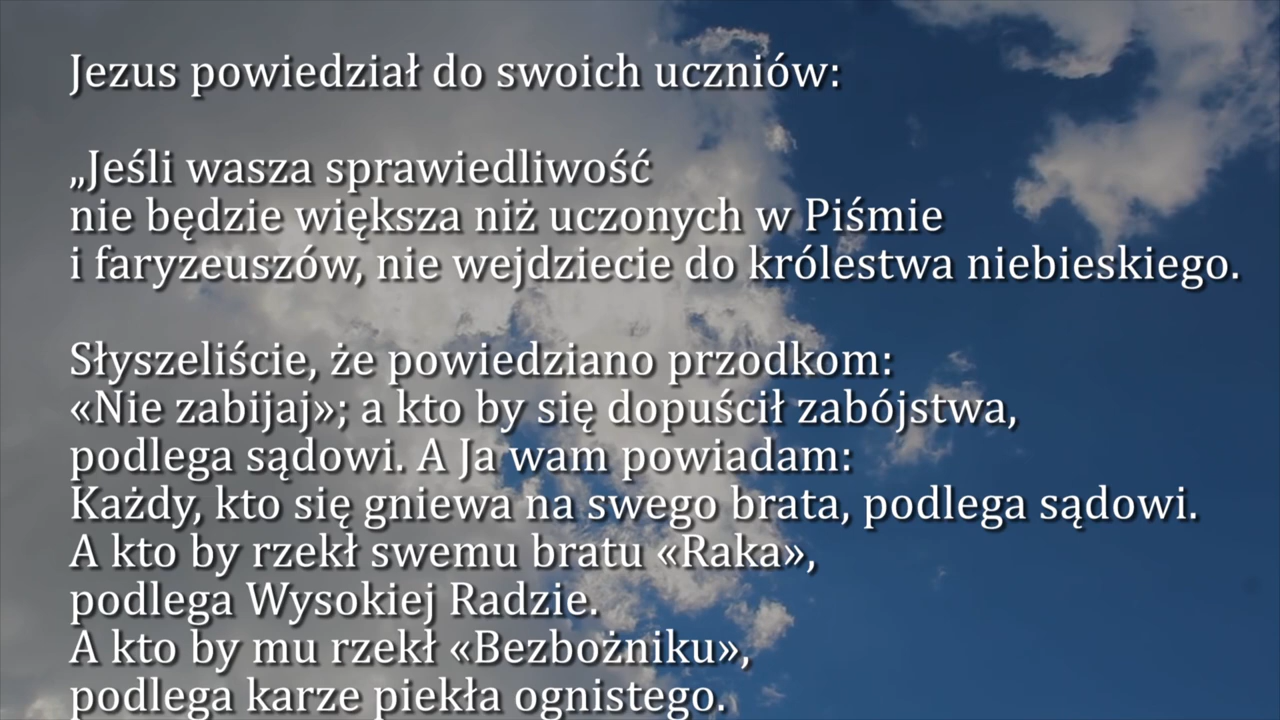 Jezus powiedział do swoich uczniów:
„Jeśli wasza sprawiedliwość
nie będzie większa niż uczonych w Piśmie
i faryzeuszów, nie wejdziecie do królestwa niebieskiego.
Słyszeliście, że powiedziano przodkom:
«Nie zabijaj»; a kto by się dopuścił zabójstwa,
podlega sądowi. A Ja wam powiadam:
Każdy, kto się gniewa na swego brata, podlega sądowi.
A kto by rzekł swemu bratu «Raka»,
podlega Wysokiej Radzie.
A kto by mu rzekł «Bezbożniku»,
podlega karze piekła ognistego.